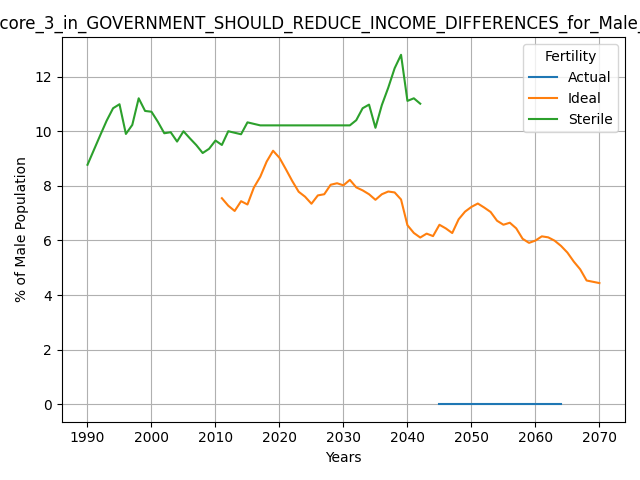 core_3_in_GOVERNMENT_SHOULD_REDUCE_INCOME_DIFFERENCES_for_Male_
Fertility
Actual
Ideal
Sterile
% of Male Population
12
10
8
6
4
2
0
1990 2000 2010 2020 2030 2040 2050 2060 2070
Years